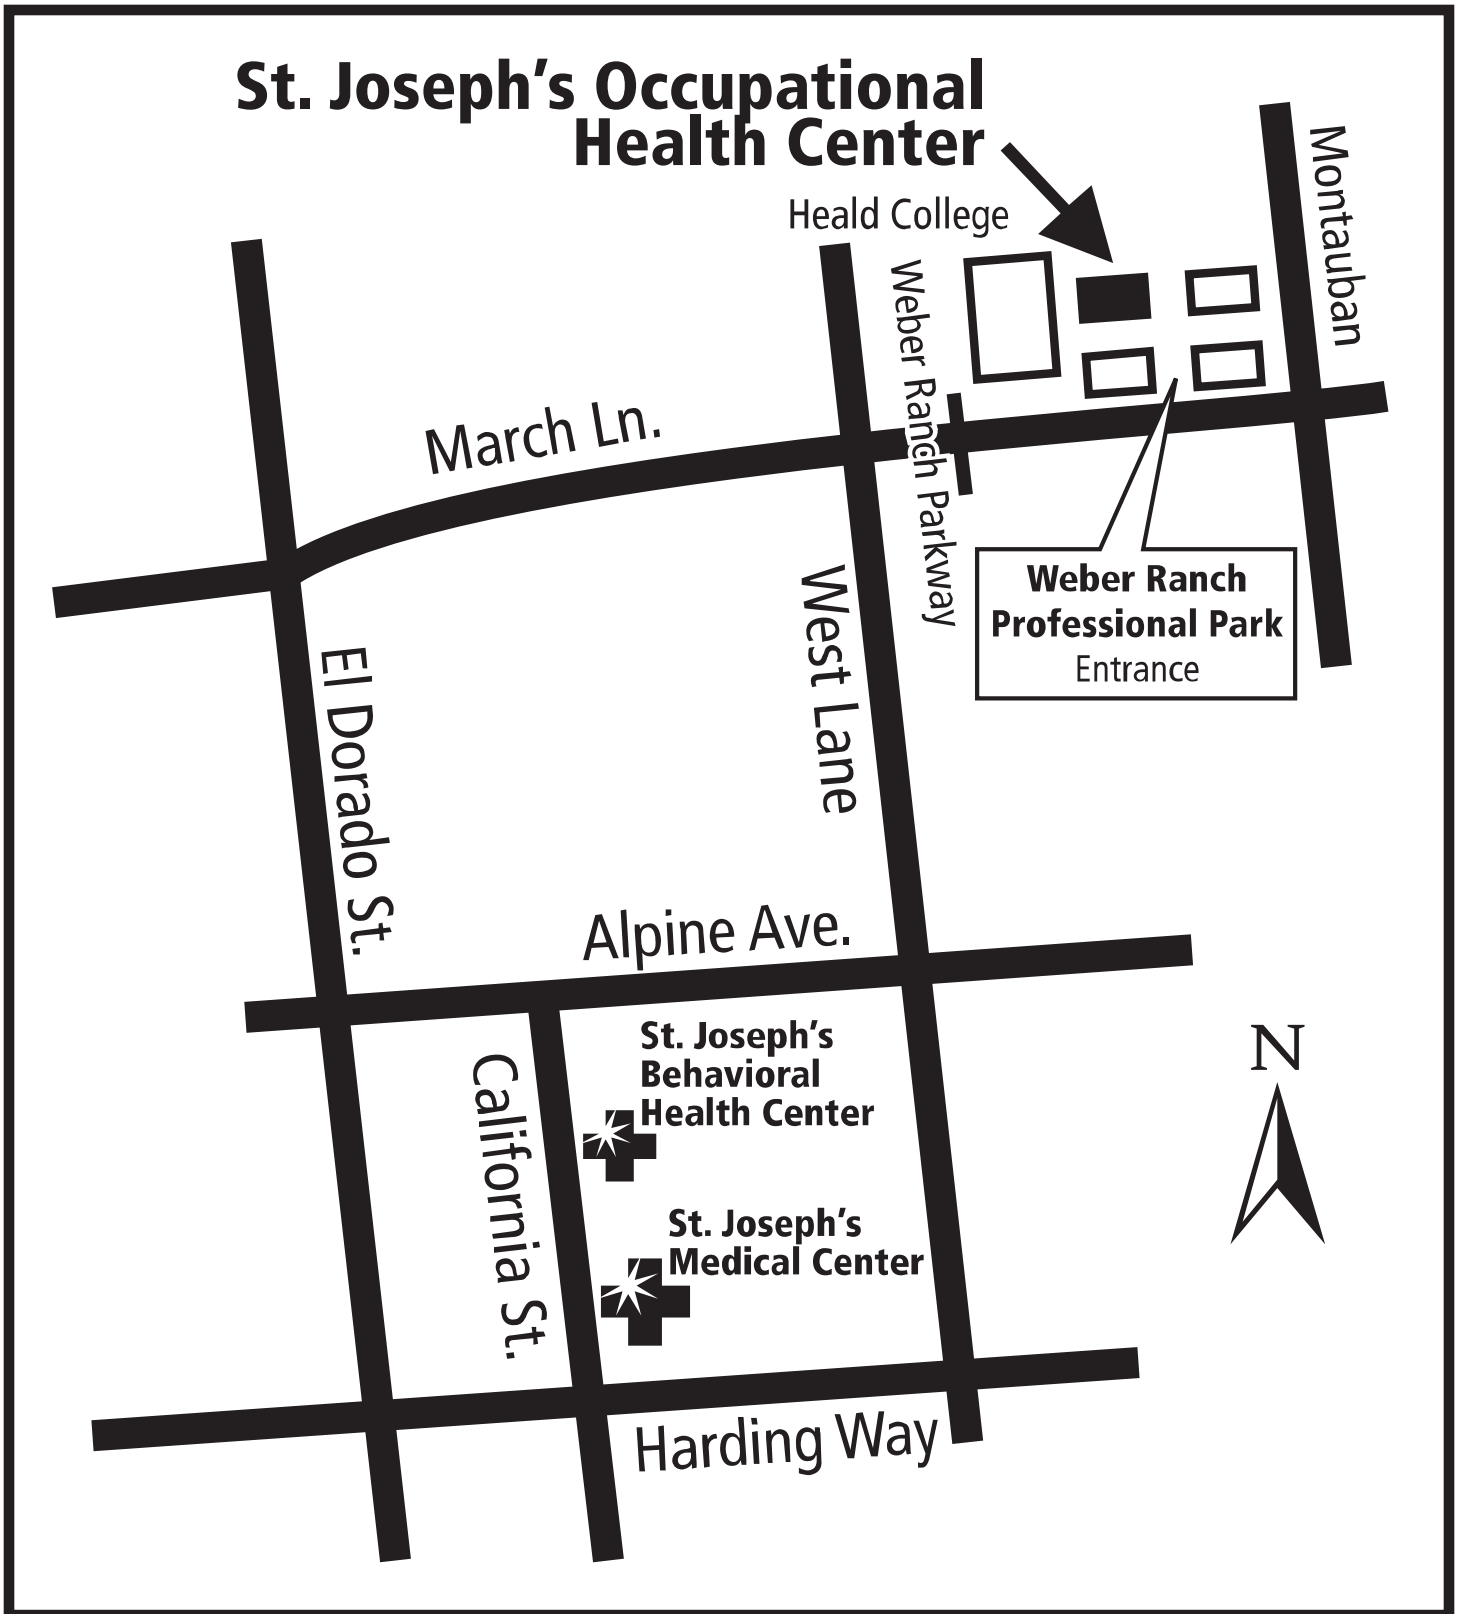 St. Joseph’s Occupational
Health Center
Heald College
Montauban
Weber Ranch Parkway
March Ln.
Weber Ranch
Professional Park
Entrance
West Lane
El Dorado St.
Alpine Ave.
St. Joseph’s
Behavioral
Health Center
N
California St.
St. Joseph’s
Medical Center
Harding Way